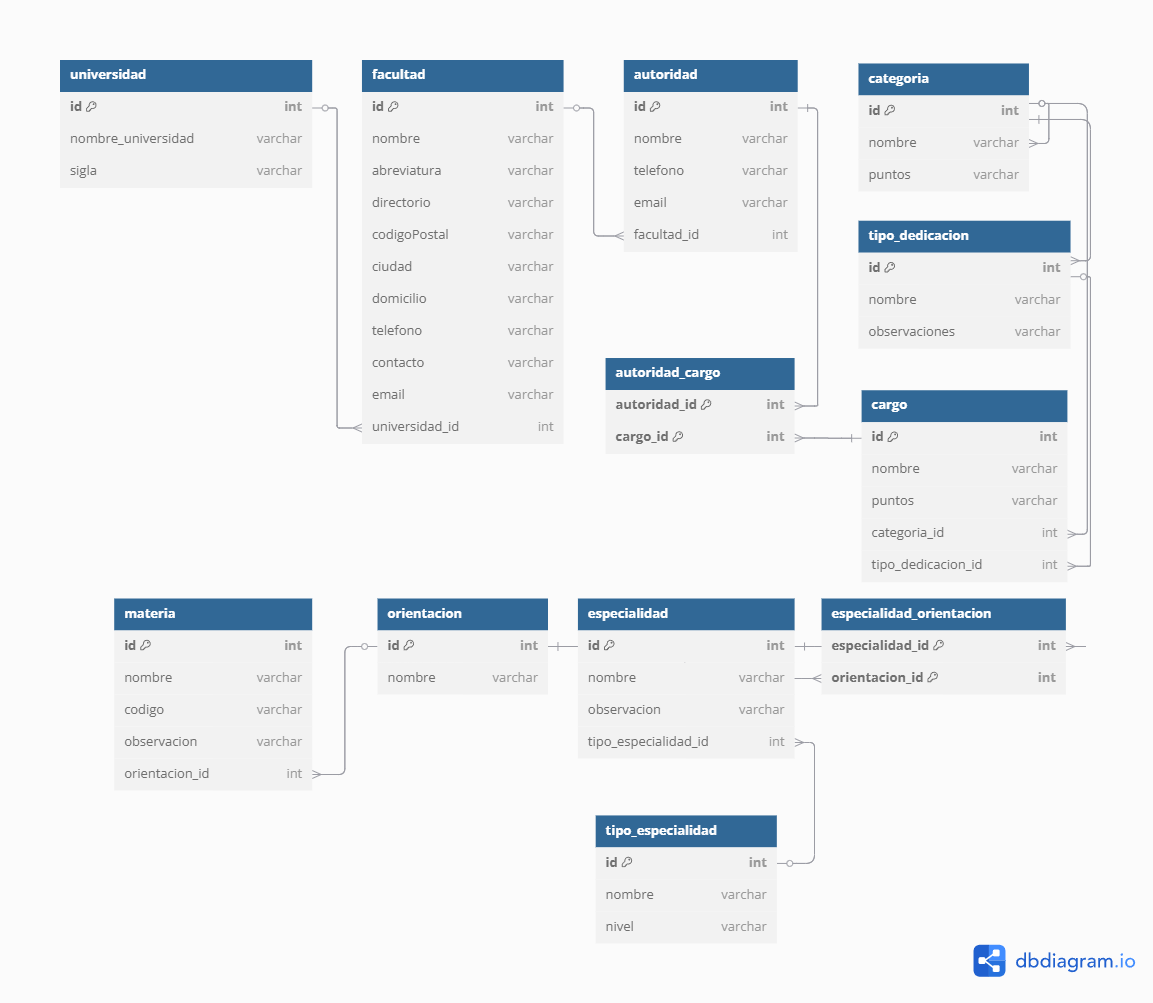 universidad
id int
nombre_universidad varchar
sigla varchar
facultad
id int
nombre varchar
abreviatura varchar
directorio varchar
codigoPostal varchar
ciudad varchar
domicilio varchar
telefono varchar
contacto varchar
email varchar
universidad_id int
autoridad
id int
nombre varchar
telefono varchar
email varchar
facultad_id int
categoria
id int
nombre varchar
puntos varchar
tipo_dedicacion
id int
nombre varchar
observaciones varchar
autoridad_cargo
autoridad_id int
cargo_id int
cargo
id int
nombre varchar
puntos varchar
categoria_id int
tipo_dedicacion_id int
materia
id int
nombre varchar
codigo varchar
observacion varchar
orientacion_id int
orientacion
id int
nombre varchar
especialidad
id int
nombre varchar
observacion varchar
tipo_especialidad_id int
especialidad_orientacion
especialidad_id int
orientacion_id int
tipo_especialidad
id int
nombre varchar
nivel varchar
dbdiagram.io